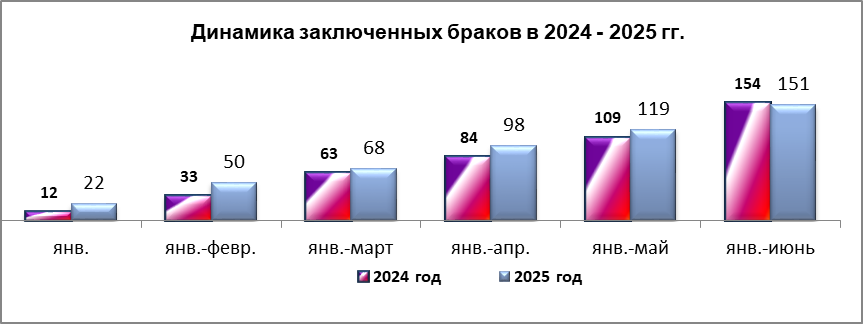 Динамика заключенных браков в 2024 - 2025 гг.
12 22 33 50 63 68 84 98 109 119 154 151
янв. янв.-февр. янв.-март янв.-апр. янв.-май янв.-июнь
2024 год 2025 год